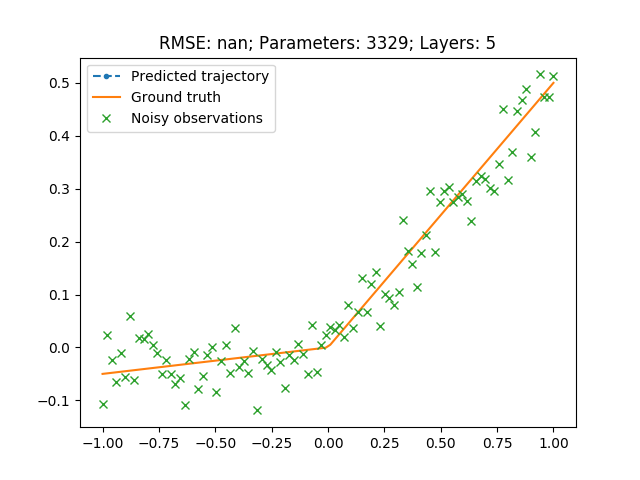 RMSE: nan; Parameters: 3329; Layers: 5
Predicted trajectory
Ground truth
Noisy observations
0.5
0.4
0.3
0.2
0.1
0.0
−0.1
−1.00 −0.75 −0.50 −0.25 0.00 0.25 0.50 0.75 1.00